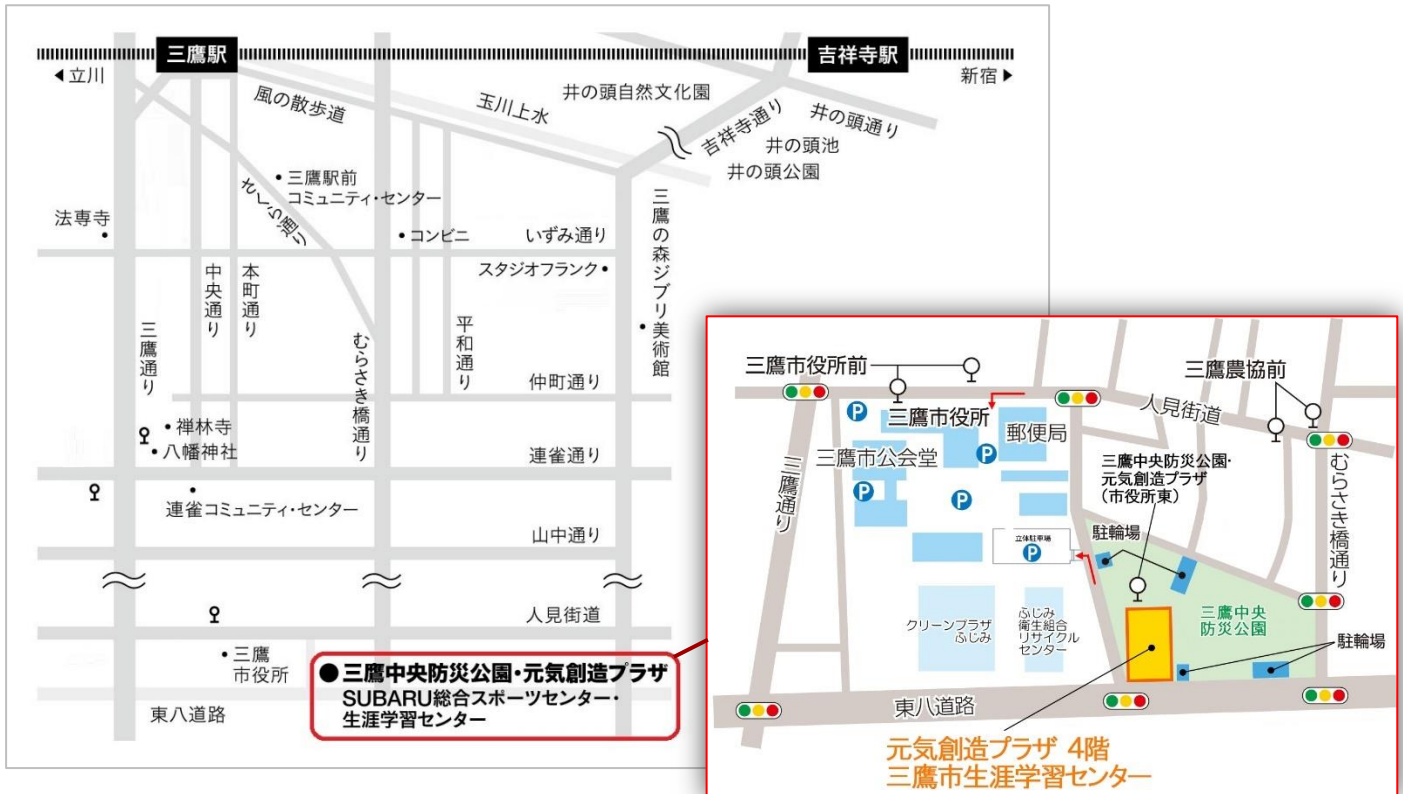 三鷹駅
吉祥寺駅
◀立川
新宿▶
風の散歩道
玉川上水
井の頭自然文化園
吉祥寺通り
井の頭通り
井の頭池
井の頭公園
•三鷹駅前
コミュニティ・センター
さくら通り
三鷹の森ジブリ美術館
法専寺
•コンビニ
いずみ通り
スタジオフランク•
中央通り
本町通り
三鷹通り
むらさき橋通り
平和通り
仲町通り
•禅林寺
•八幡神社
連雀通り
連雀コミュニティ・センター
山中通り
人見街道
•三鷹
市役所
●三鷹中央防災公園・元気創造プラザ
SUBARU総合スポーツセンター・
生涯学習センター
東八道路
三鷹市役所前
三鷹農協前
人見街道
P
三鷹市役所
郵便局
P
三鷹市公会堂
三鷹通り
三鷹中央防災公園・
元気創造プラザ
(市役所東)
むらさき橋通り
P
P
駐輪場
立体駐車場
P
クリーンプラザ
ふじみ
ふじみ
衛生組合
リサイクル
センター
三鷹中央
防災公園
駐輪場
東八道路
元気創造プラザ 4階
三鷹市生涯学習センター